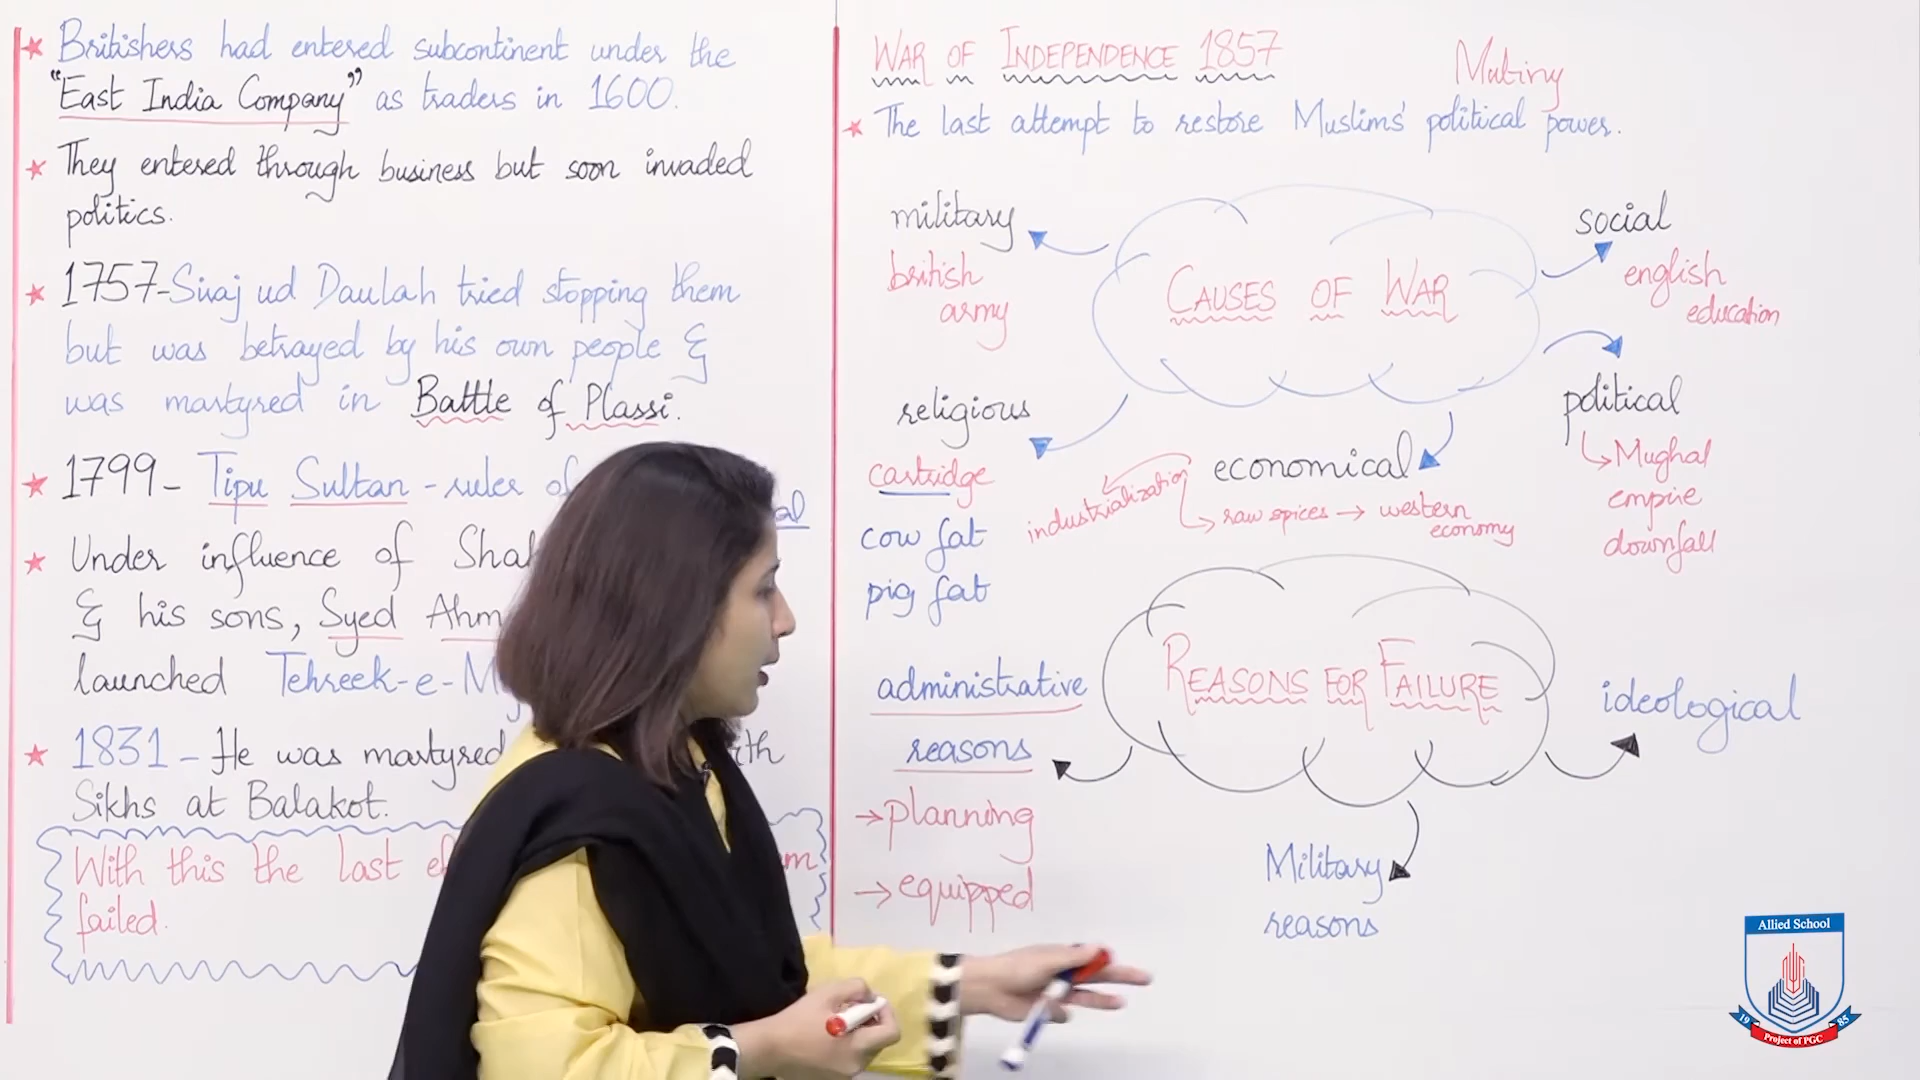 Britishers had entered subcontinent under the
"East India Company" as traders in 1600.
They entered through business but soon invaded
politics.
1757-Siraj ud Daulah tried stopping them
but was betrayed by his own people &
was martyred in Battle of Plassi.
1799- Tipu Sultan - ruler of
Under influence of Shah
& his sons, Syed Ahm
launched Tehreek-e-M
1831 - He was martyred
Sikhs at Balakot.
With this the last
failed.
WAR OF INDEPENDENCE 1857
Mutiny
The last attempt to restore Muslims' political power.
CAUSES OF WAR
military
british
army
social
english
education
religious
cartridge
cow fat
pig fat
economical
industrialization
raw spices → western
economy
political
Mughal
empire
downfall
REASONS FOR FAILURE
administrative
reasons
→ planning
→ equipped
Military
reasons
ideological
Allied School
19 85
Project of PGC